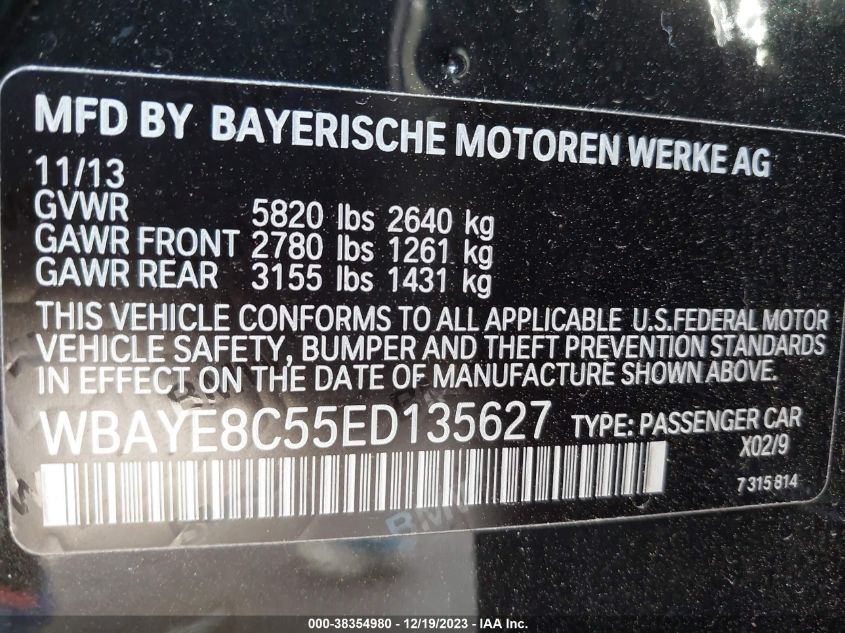 MFD BY BAYERISCHE MOTOREN WERKE AG
11/13
GVWR 5820 lbs 2640 kg
GAWR FRONT 2780 lbs 1261 kg
GAWR REAR 3155 lbs 1431 kg
THIS VEHICLE CONFORMS TO ALL APPLICABLE U.S.FEDERAL MOTOR
VEHICLE SAFETY, BUMPER AND THEFT PREVENTION STANDARDS
IN EFFECT ON THE DATE OF MANUFACTURE SHOWN ABOVE.
WBAYE8C55ED135627 TYPE: PASSENGER CAR
X02/9
7 315 814
BMW
000-38354980 - 12/19/2023 - IAA Inc.